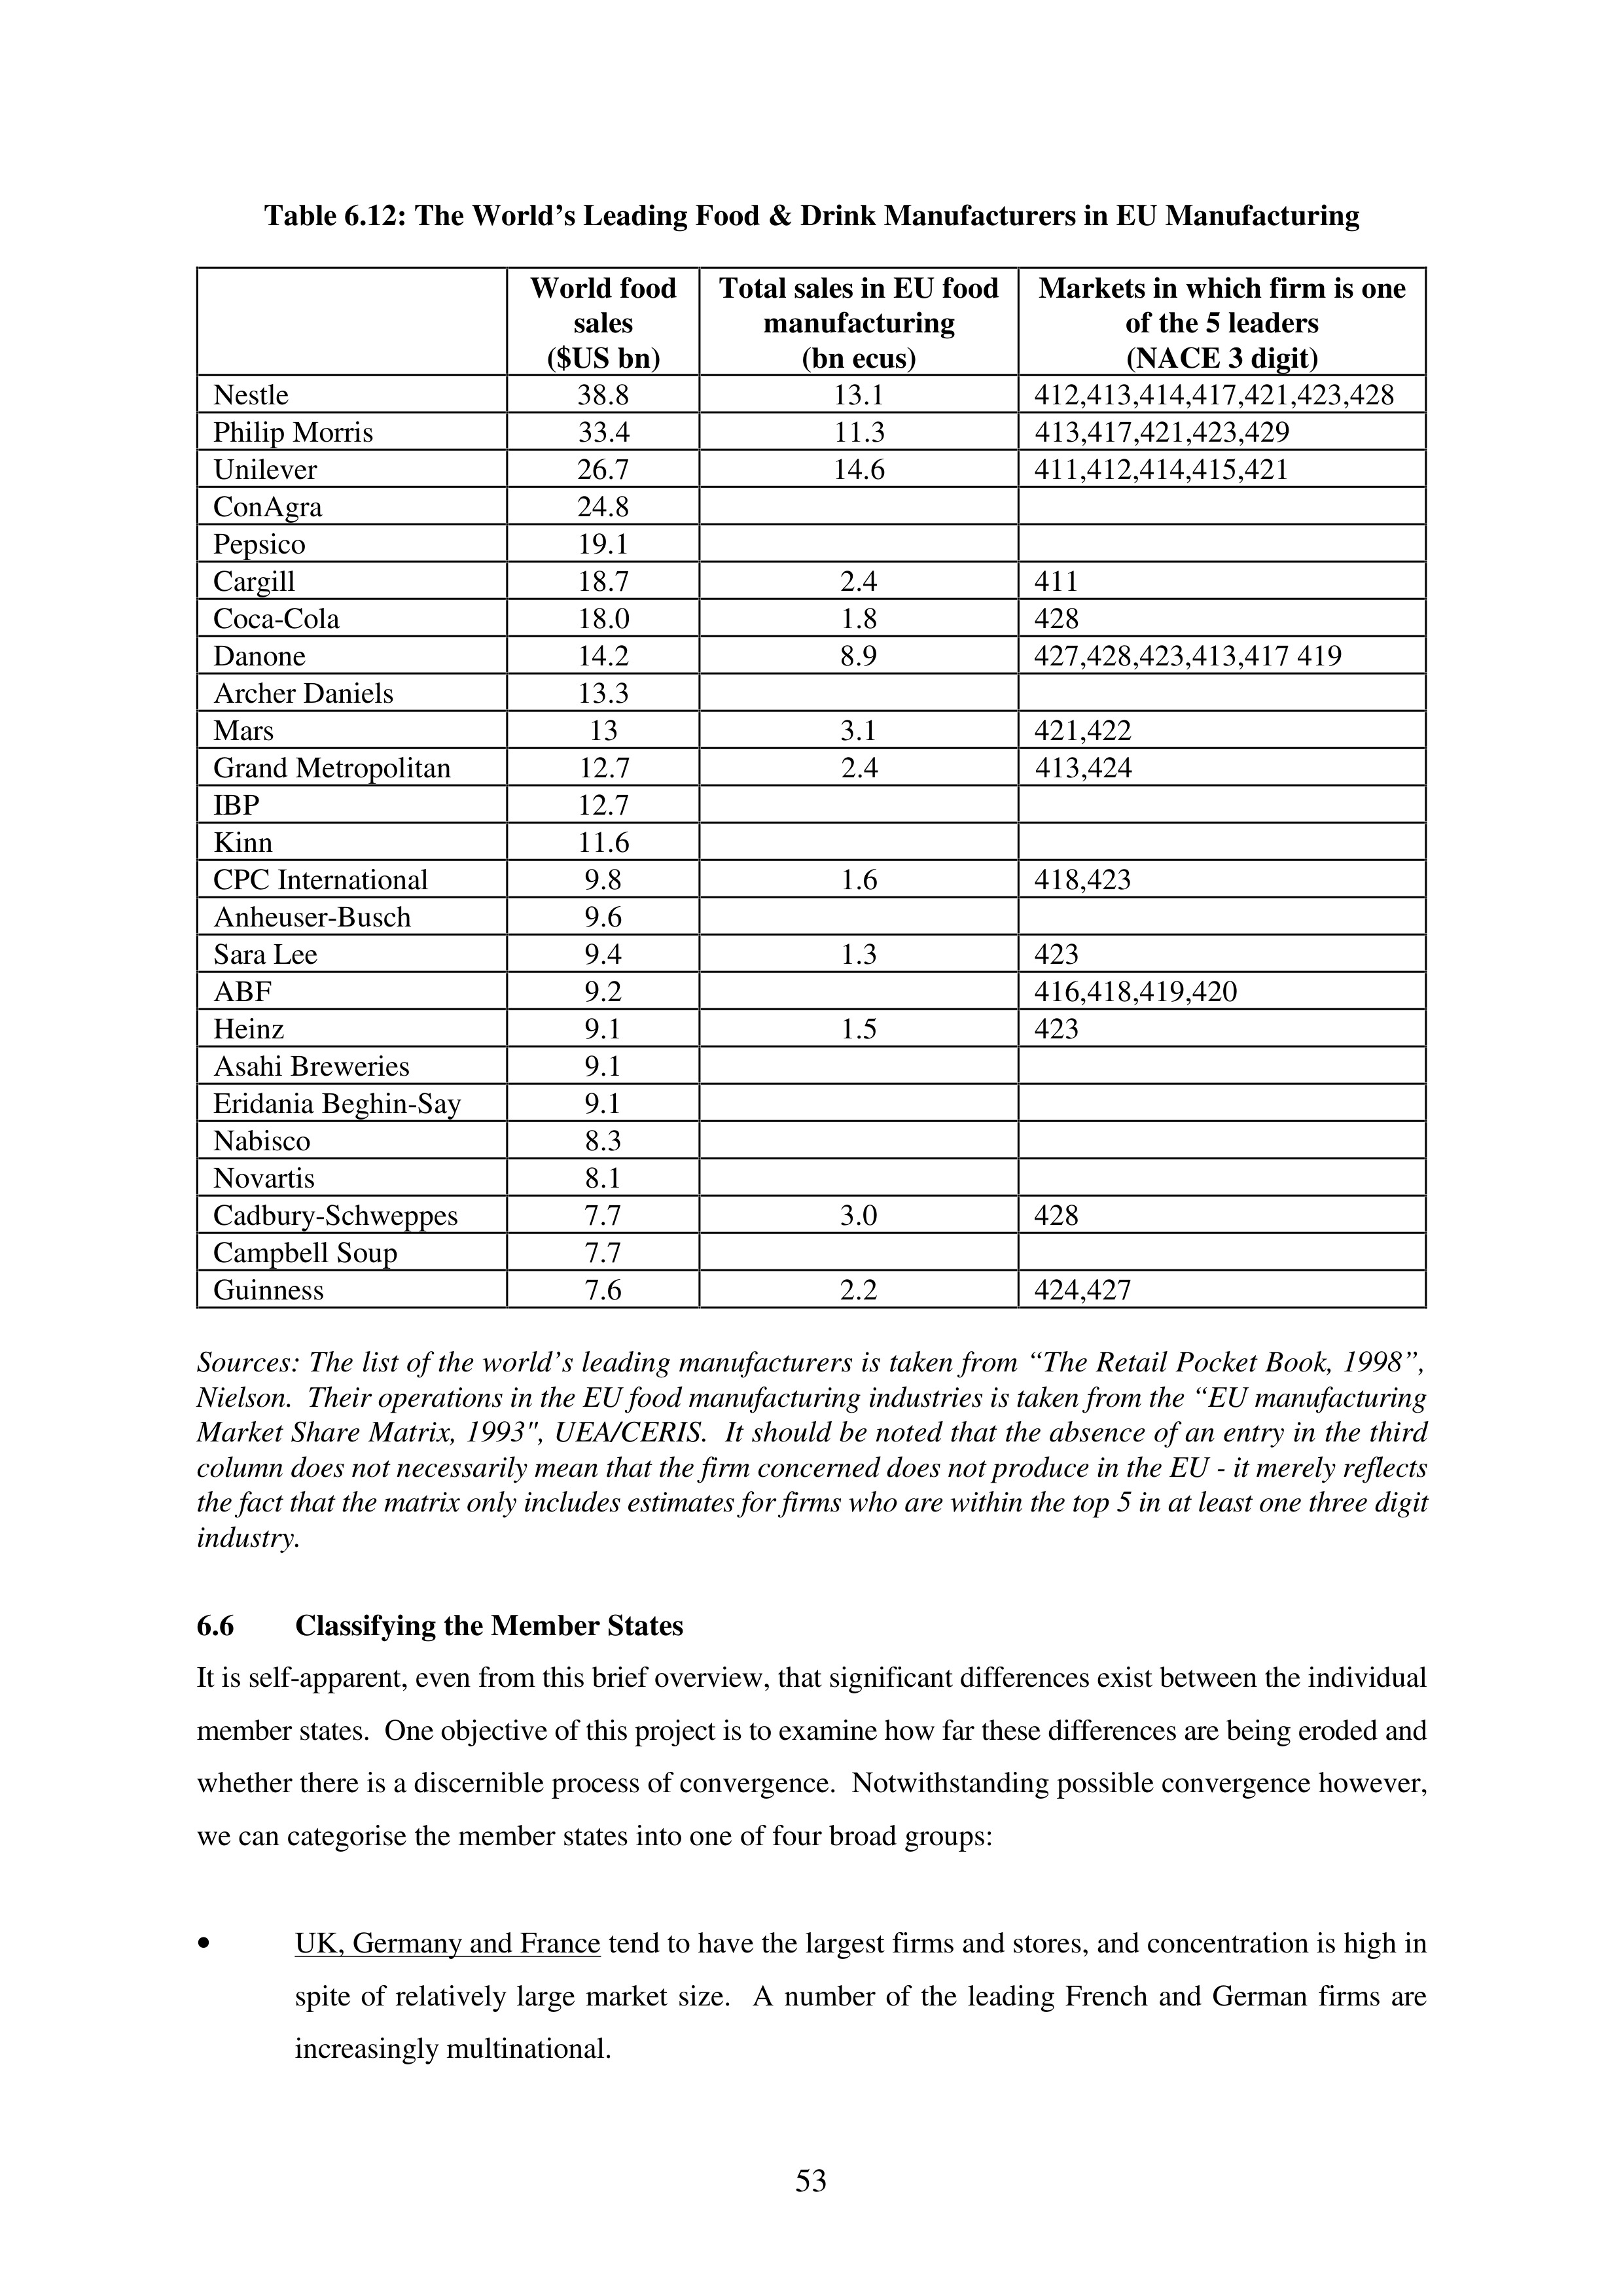 Table 6.12: The World’s Leading Food & Drink Manufacturers in EU Manufacturing
World food sales ($US bn) Total sales in EU food manufacturing (bn ecus) Markets in which firm is one of the 5 leaders (NACE 3 digit)
Nestle 38.8 13.1 412,413,414,417,421,423,428
Philip Morris 33.4 11.3 413,417,421,423,429
Unilever 26.7 14.6 411,412,414,415,421
ConAgra 24.8
Pepsico 19.1
Cargill 18.7 2.4 411
Coca-Cola 18.0 1.8 428
Danone 14.2 8.9 427,428,423,413,417 419
Archer Daniels 13.3
Mars 13 3.1 421,422
Grand Metropolitan 12.7 2.4 413,424
IBP 12.7
Kinn 11.6
CPC International 9.8 1.6 418,423
Anheuser-Busch 9.6
Sara Lee 9.4 1.3 423
ABF 9.2 416,418,419,420
Heinz 9.1 1.5 423
Asahi Breweries 9.1
Eridania Beghin-Say 9.1
Nabisco 8.3
Novartis 8.1
Cadbury-Schweppes 7.7 3.0 428
Campbell Soup 7.7
Guinness 7.6 2.2 424,427
Sources: The list of the world’s leading manufacturers is taken from “The Retail Pocket Book, 1998”,
Nielson. Their operations in the EU food manufacturing industries is taken from the “EU manufacturing
Market Share Matrix, 1993", UEA/CERIS. It should be noted that the absence of an entry in the third
column does not necessarily mean that the firm concerned does not produce in the EU - it merely reflects
the fact that the matrix only includes estimates for firms who are within the top 5 in at least one three digit
industry.
6.6 Classifying the Member States
It is self-apparent, even from this brief overview, that significant differences exist between the individual
member states. One objective of this project is to examine how far these differences are being eroded and
whether there is a discernible process of convergence. Notwithstanding possible convergence however,
we can categorise the member states into one of four broad groups:
• UK, Germany and France tend to have the largest firms and stores, and concentration is high in
spite of relatively large market size. A number of the leading French and German firms are
increasingly multinational.
53